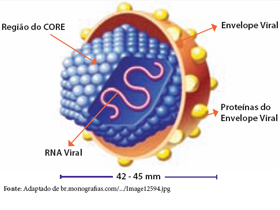 Região do CORE
Envelope Viral
Proteínas do
Envelope Viral
RNA Viral
42 - 45 mm
Fonte: Adaptado de br.monografias.com/.../Image12594.jpg